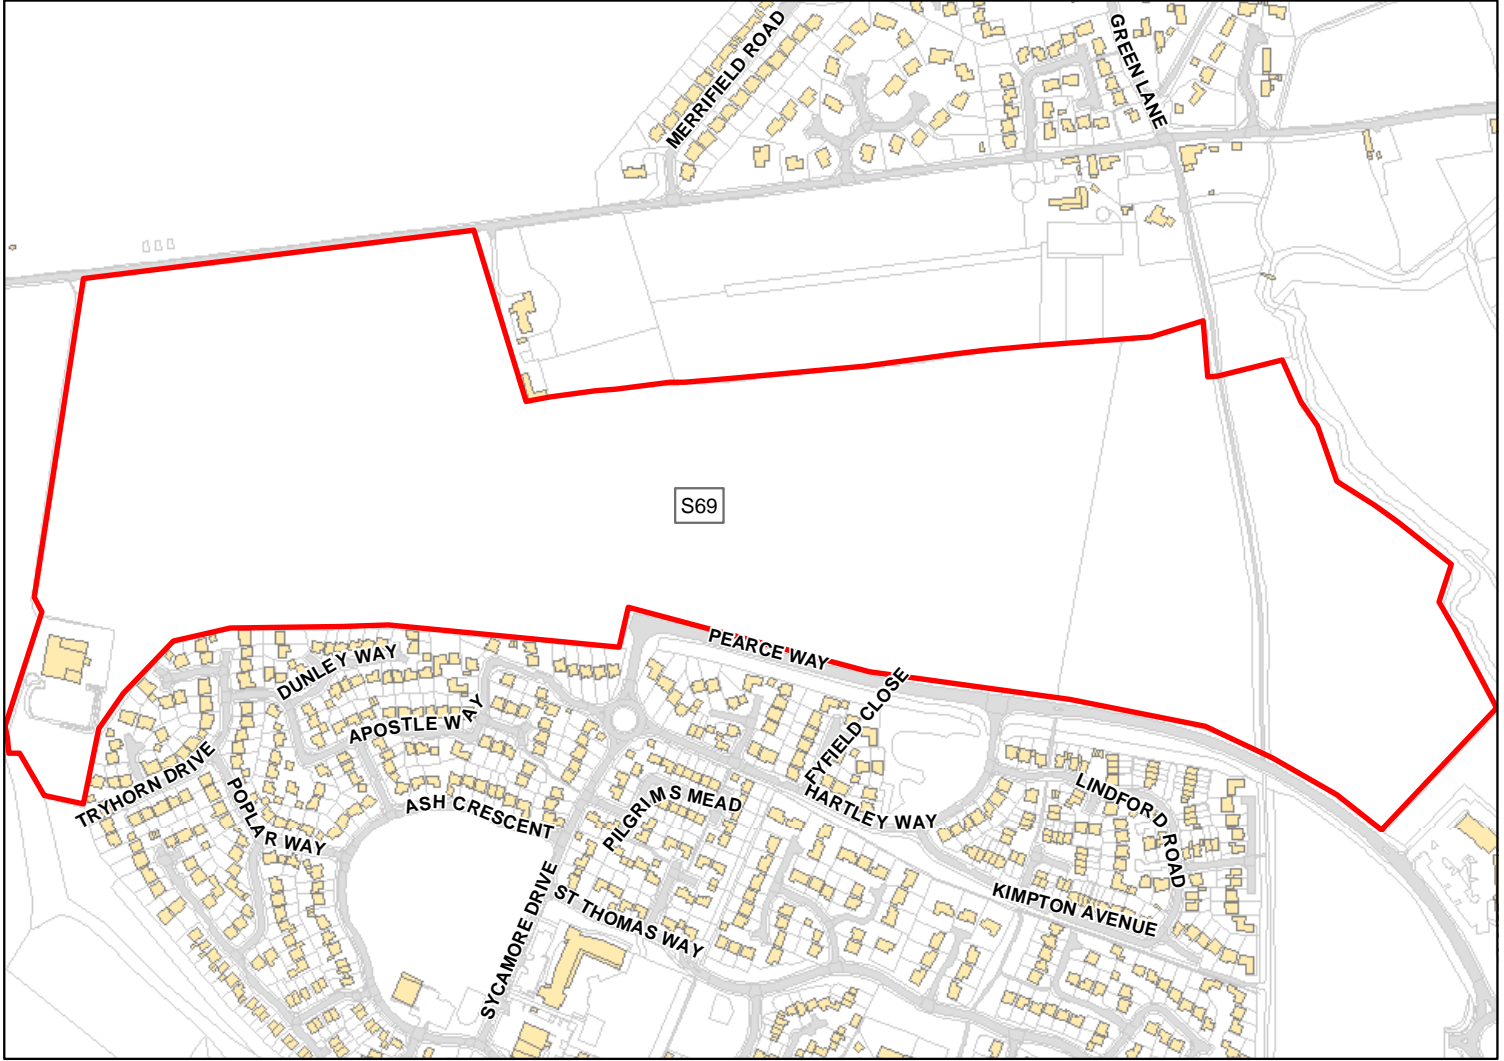 MERRIFIELD ROAD
GREEN LANE
S69
PEARCE WAY
DUNLEY WAY
APOSTLE WAY
FYFIELD CLOSE
TRYHORN DRIVE
POPLAR WAY
ASH CRESCENT
PILGRIMS MEAD
HARTLEY WAY
LINDFORD ROAD
KIMPTON AVENUE
ST THOMAS WAY
SYCAMORE DRIVE